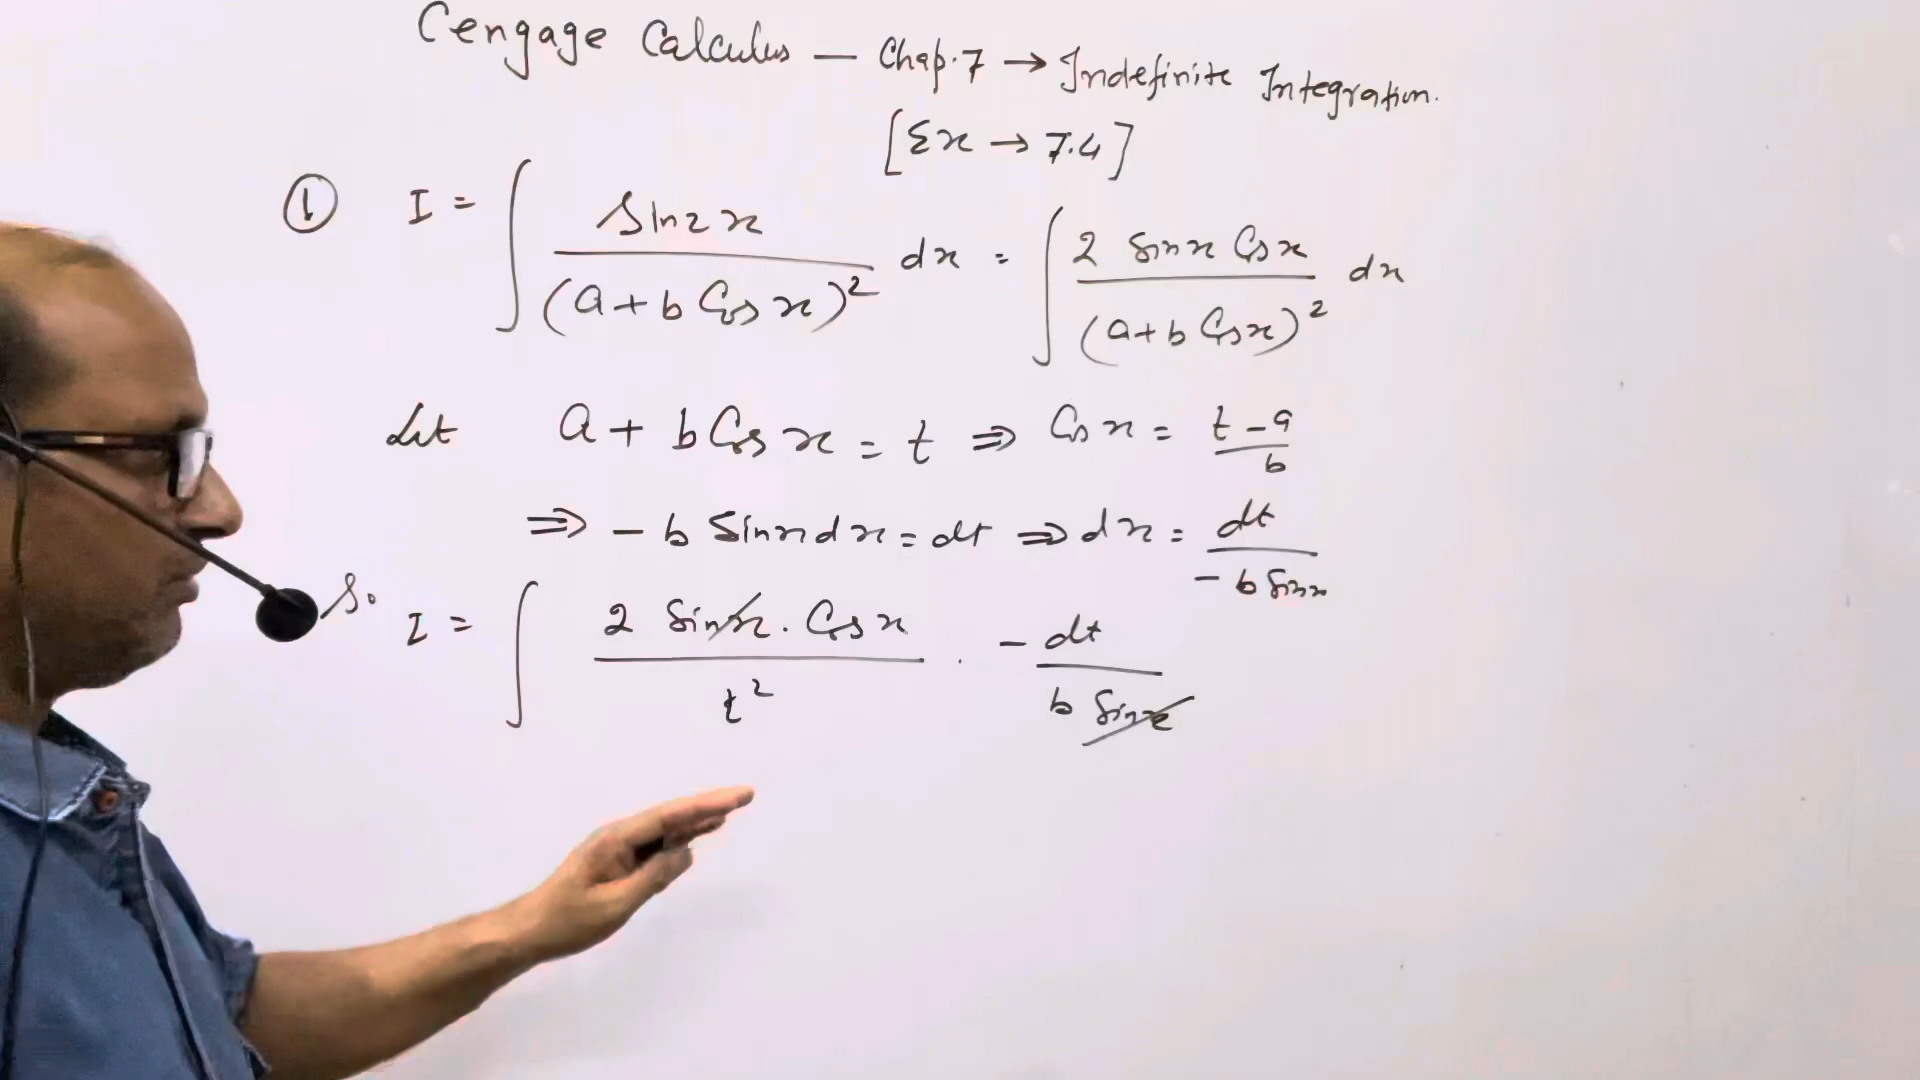 Cengage Calculus — Chap.7 → Indefinite Integration.
[Ex → 7.4]
① I = ∫ sin2x / (a + b Cos x)² dx = ∫ 2 sinx Cosx / (a+b Cosx)² dx
Let a + b Cos x = t ⇒ Cos x = (t - a)/b
⇒ - b Sinx dx = dt ⇒ dx = dt / - b Sinx
So I = ∫ 2 Sinx . Cos x / t² . - dt / b Sinx